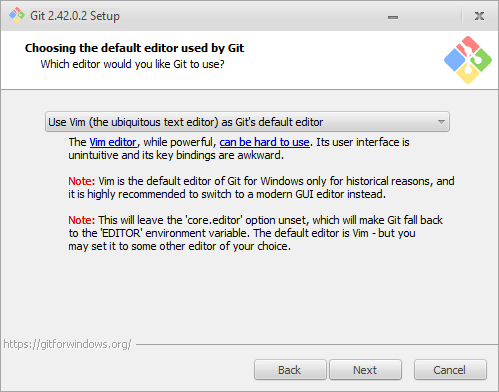 Git 2.42.0.2 Setup
Choosing the default editor used by Git
Which editor would you like Git to use?
Use Vim (the ubiquitous text editor) as Git's default editor
The Vim editor, while powerful, can be hard to use. Its user interface is
unintuitive and its key bindings are awkward.
Note: Vim is the default editor of Git for Windows only for historical reasons, and
it is highly recommended to switch to a modern GUI editor instead.
Note: This will leave the 'core.editor' option unset, which will make Git fall back
to the 'EDITOR' environment variable. The default editor is Vim - but you
may set it to some other editor of your choice.
https://gitforwindows.org/
Back
Next
Cancel